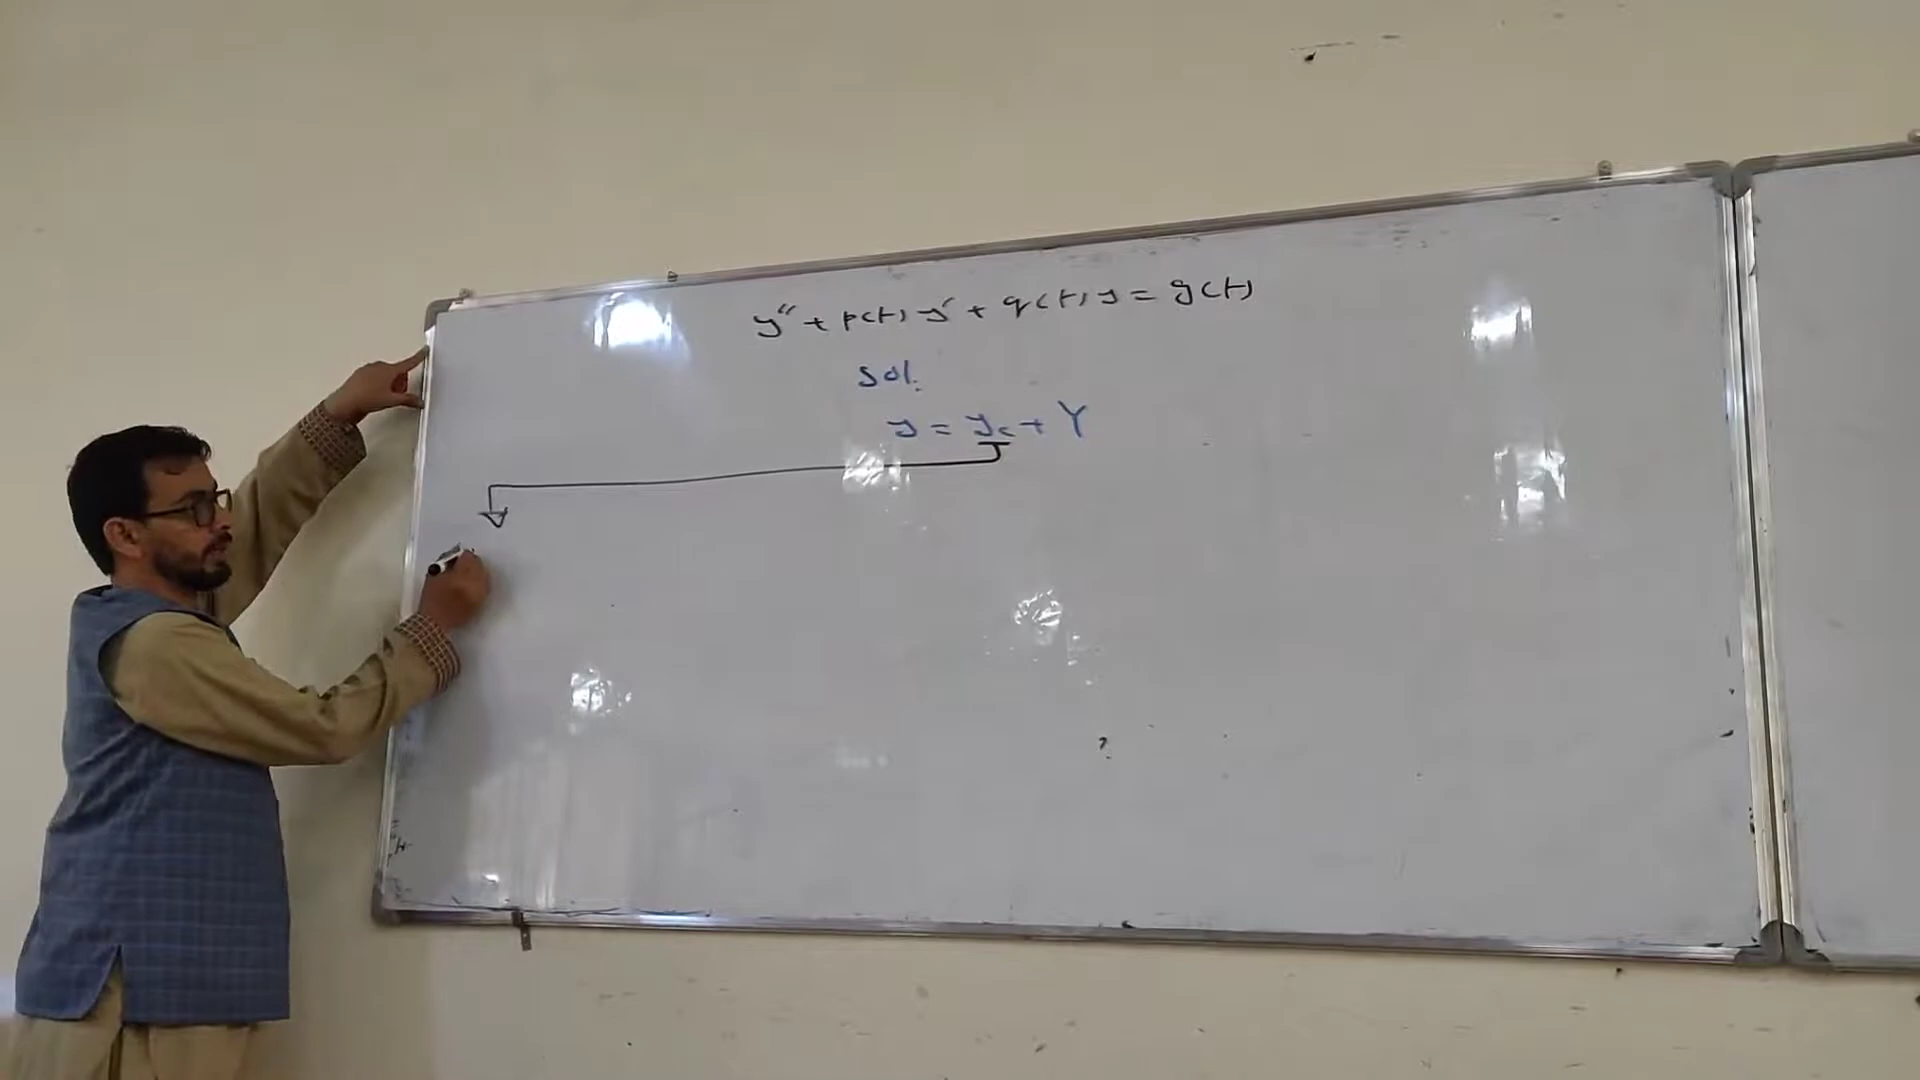 y″ + p(t) y′ + q(t) y = g(t)
Sol.
y = y_c + Y